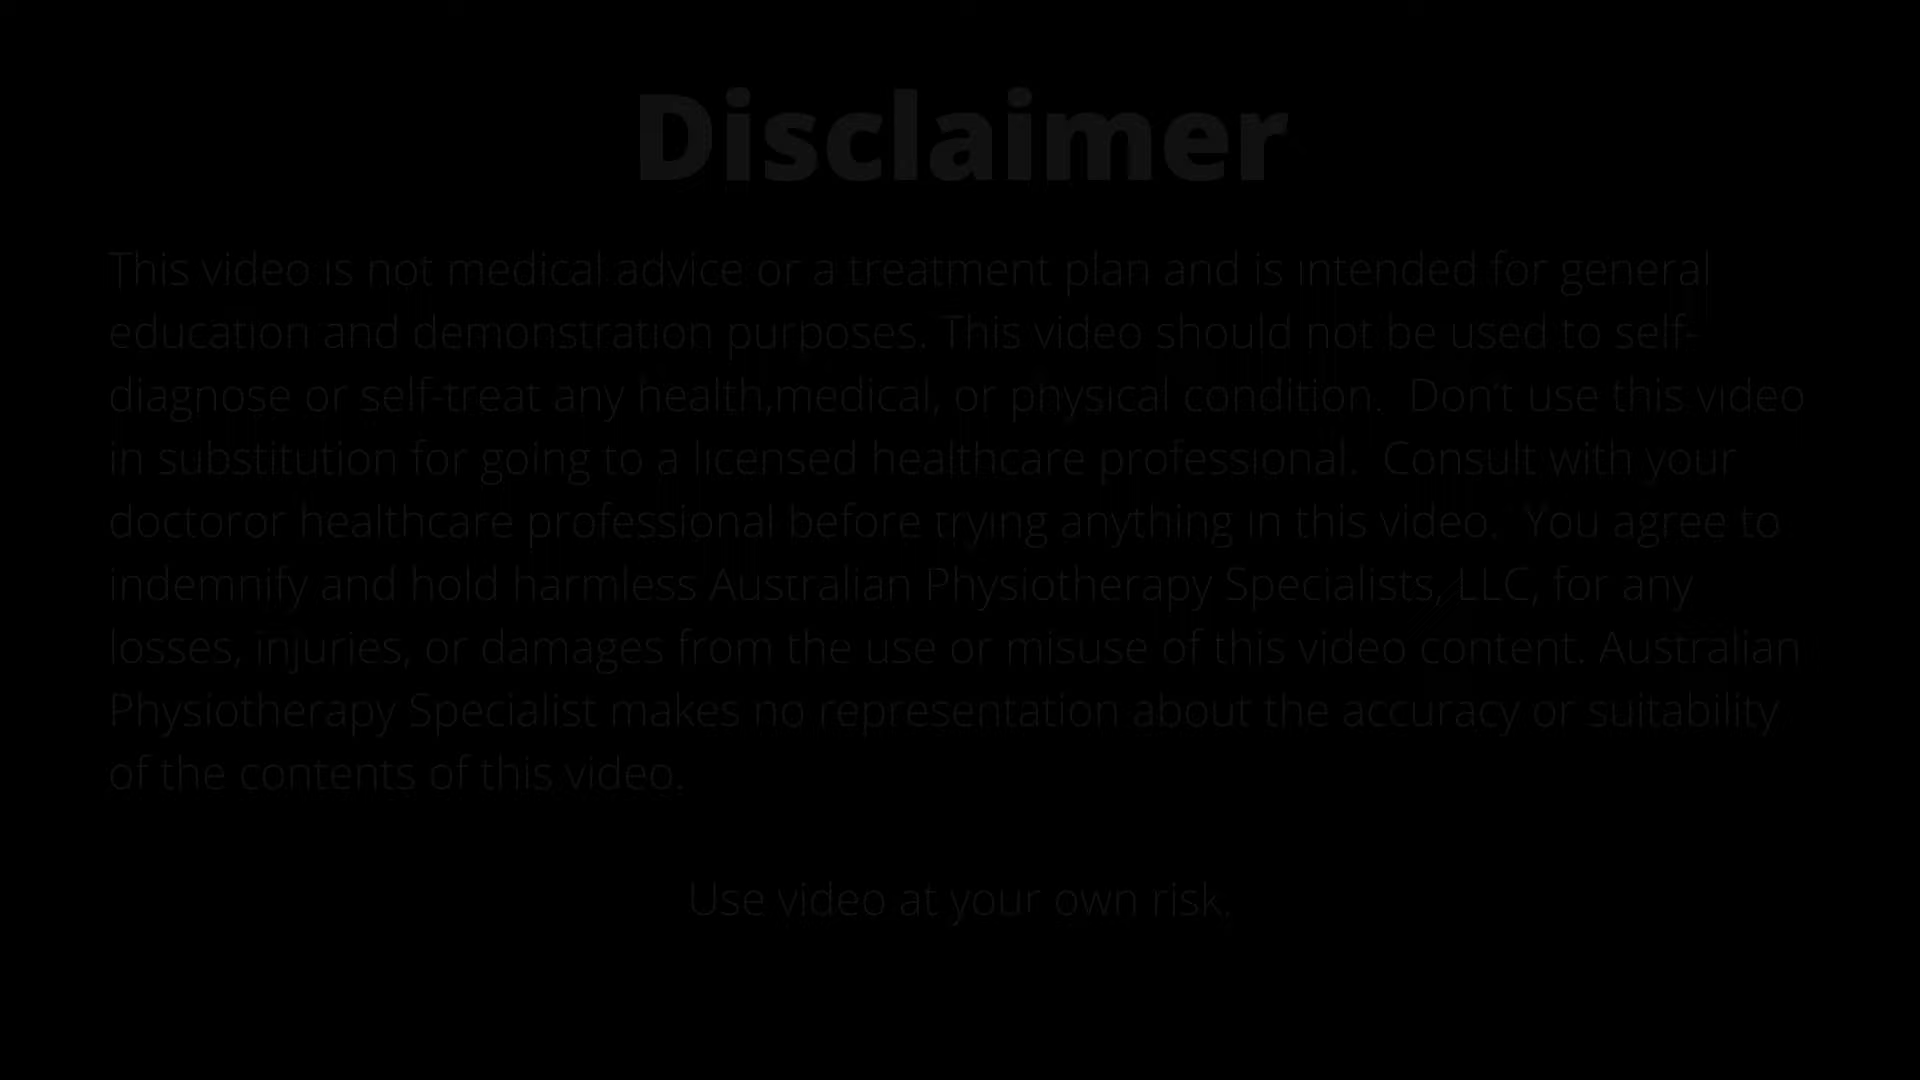 Disclaimer
This video is not medical advice or a treatment plan and is intended for general
education and demonstration purposes. This video should not be used to self-
diagnose or self-treat any health,medical, or physical condition.  Don't use this video
in substitution for going to a licensed healthcare professional.  Consult with your
doctoror healthcare professional before trying anything in this video.  You agree to
indemnify and hold harmless Australian Physiotherapy Specialists, LLC, for any
losses, injuries, or damages from the use or misuse of this video content. Australian
Physiotherapy Specialist makes no representation about the accuracy or suitability
of the contents of this video.
Use video at your own risk.